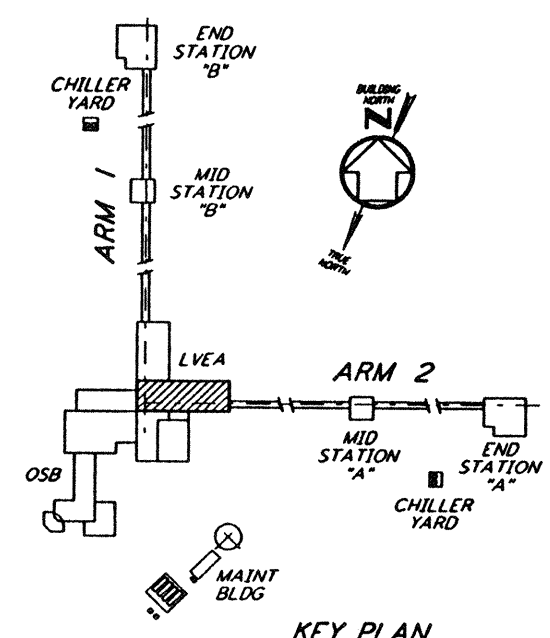 END
STATION
"B"
CHILLER
YARD
BUILDING
NORTH
N
MID
STATION
"B"
ARM 1
TRUE
NORTH
LVEA
ARM 2
MID
STATION
"A"
END
STATION
"A"
OSB
CHILLER
YARD
MAINT
BLDG
KEY PLAN